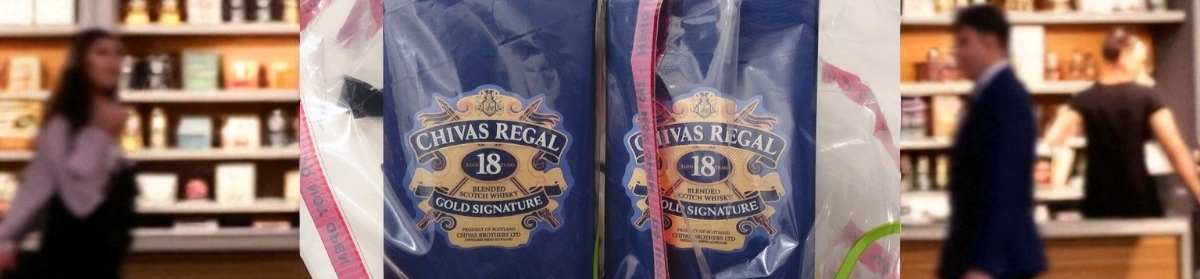 CHIVAS REGAL
AGED 18 YEARS
BLENDED
SCOTCH WHISKY
GOLD SIGNATURE
PRODUCT OF SCOTLAND
CHIVAS BROTHERS LTD
CHIVAS REGAL
AGED 18
BLENDED
SCOTCH WHISKY
GOLD SIGNATURE
PRODUCT OF SCOTLAND
CHIVAS BROTHERS LTD